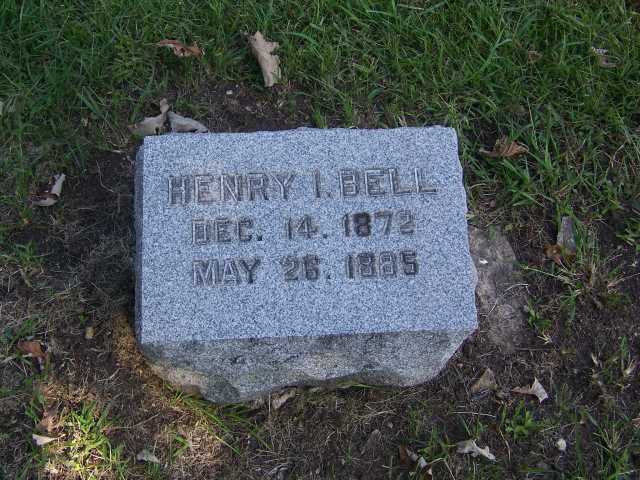 HENRY I. BELL
DEC. 14. 1872
MAY 26. 1885